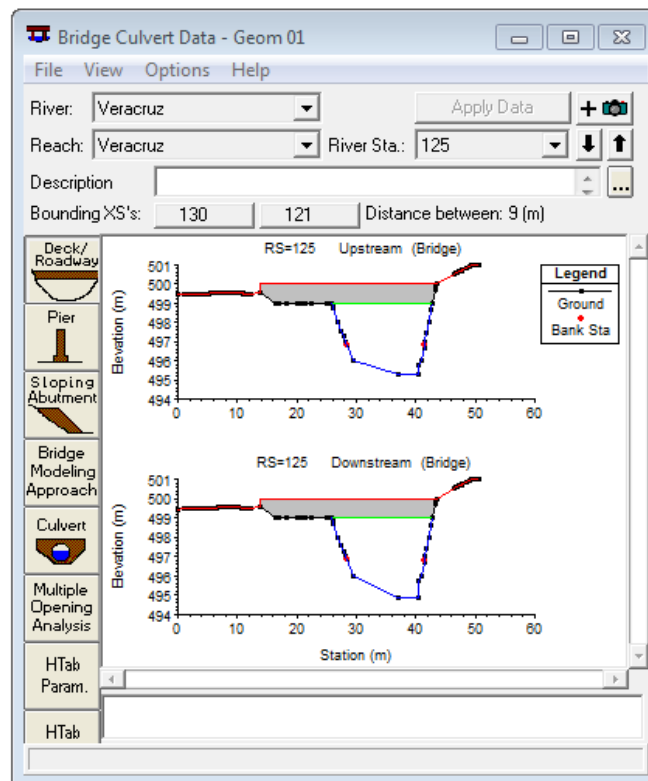 Bridge Culvert Data - Geom 01
File View Options Help
River: Veracruz Apply Data +
Reach: Veracruz River Sta.: 125
Description ...
Bounding XS's: 130 121 Distance between: 9 (m)
Deck/
Roadway
Pier
Sloping
Abutment
Bridge
Modeling
Approach
Culvert
Multiple
Opening
Analysis
HTab
Param.
HTab
RS=125 Upstream (Bridge)
501
500
499
498
497
496
495
494
Elevation (m)
0 10 20 30 40 50 60
Legend
Ground
Bank Sta
RS=125 Downstream (Bridge)
501
500
499
498
497
496
495
494
Elevation (m)
0 10 20 30 40 50 60
Station (m)